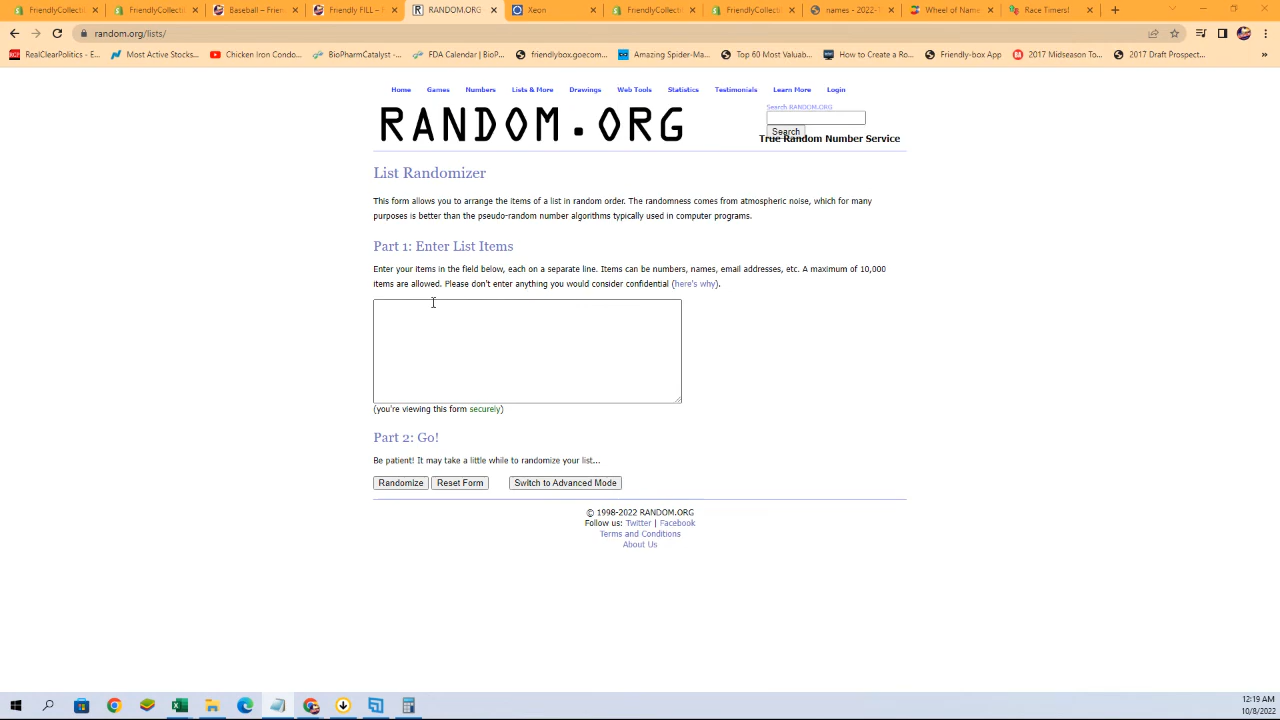 FriendlyCollecti
Baseball – Frien
Friendly FILL –
RANDOM.ORG
Xeon
FriendlyCollecti
FriendlyCollecti
names - 2022-1
Wheel of Name
Race Timers!
random.org/lists/
RealClearPolitics - E...
Most Active Stocks...
Chicken Iron Condo...
BioPharmCatalyst -...
FDA Calendar | BioP...
friendlybox.goecom...
Amazing Spider-Ma...
Top 60 Most Valuab...
How to Create a Ro...
Friendly-box App
2017 Midseason To...
2017 Draft Prospect...
Home Games Numbers Lists & More Drawings Web Tools Statistics Testimonials Learn More Login
RANDOM.ORG
Search RANDOM.ORG
Search
True Random Number Service
List Randomizer
This form allows you to arrange the items of a list in random order. The randomness comes from atmospheric noise, which for many
purposes is better than the pseudo-random number algorithms typically used in computer programs.
Part 1: Enter List Items
Enter your items in the field below, each on a separate line. Items can be numbers, names, email addresses, etc. A maximum of 10,000
items are allowed. Please don't enter anything you would consider confidential (here's why).
(you're viewing this form securely)
Part 2: Go!
Be patient! It may take a little while to randomize your list...
Randomize Reset Form Switch to Advanced Mode
© 1998-2022 RANDOM.ORG
Follow us: Twitter | Facebook
Terms and Conditions
About Us
12:19 AM
10/8/2022